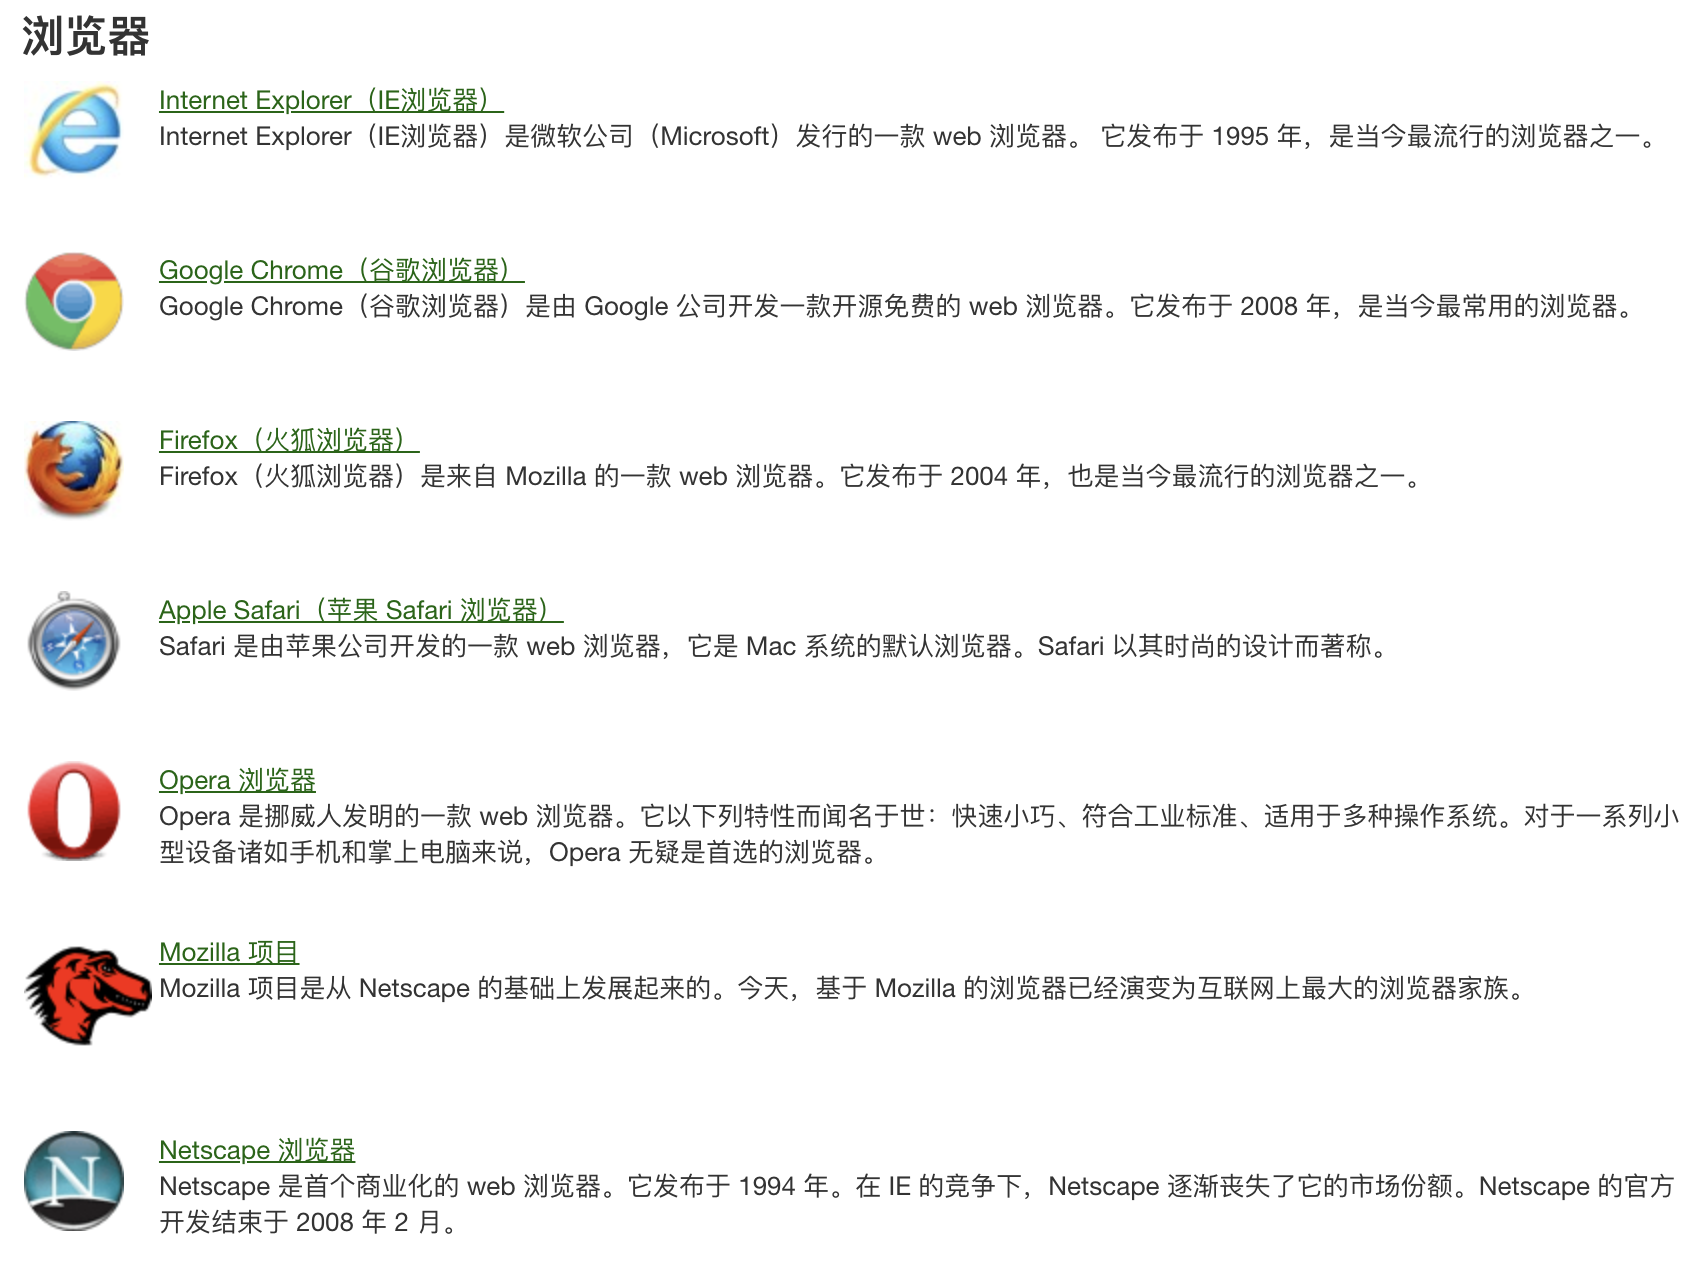 浏览器
Internet Explorer（IE浏览器）
Internet Explorer（IE浏览器）是微软公司（Microsoft）发行的一款 web 浏览器。 它发布于 1995 年，是当今最流行的浏览器之一。
Google Chrome（谷歌浏览器）
Google Chrome（谷歌浏览器）是由 Google 公司开发一款开源免费的 web 浏览器。它发布于 2008 年，是当今最常用的浏览器。
Firefox（火狐浏览器）
Firefox（火狐浏览器）是来自 Mozilla 的一款 web 浏览器。它发布于 2004 年，也是当今最流行的浏览器之一。
Apple Safari（苹果 Safari 浏览器）
Safari 是由苹果公司开发的一款 web 浏览器，它是 Mac 系统的默认浏览器。Safari 以其时尚的设计而著称。
Opera 浏览器
Opera 是挪威人发明的一款 web 浏览器。它以下列特性而闻名于世：快速小巧、符合工业标准、适用于多种操作系统。对于一系列小
型设备诸如手机和掌上电脑来说，Opera 无疑是首选的浏览器。
Mozilla 项目
Mozilla 项目是从 Netscape 的基础上发展起来的。今天，基于 Mozilla 的浏览器已经演变为互联网上最大的浏览器家族。
Netscape 浏览器
Netscape 是首个商业化的 web 浏览器。它发布于 1994 年。在 IE 的竞争下，Netscape 逐渐丧失了它的市场份额。Netscape 的官方
开发结束于 2008 年 2 月。